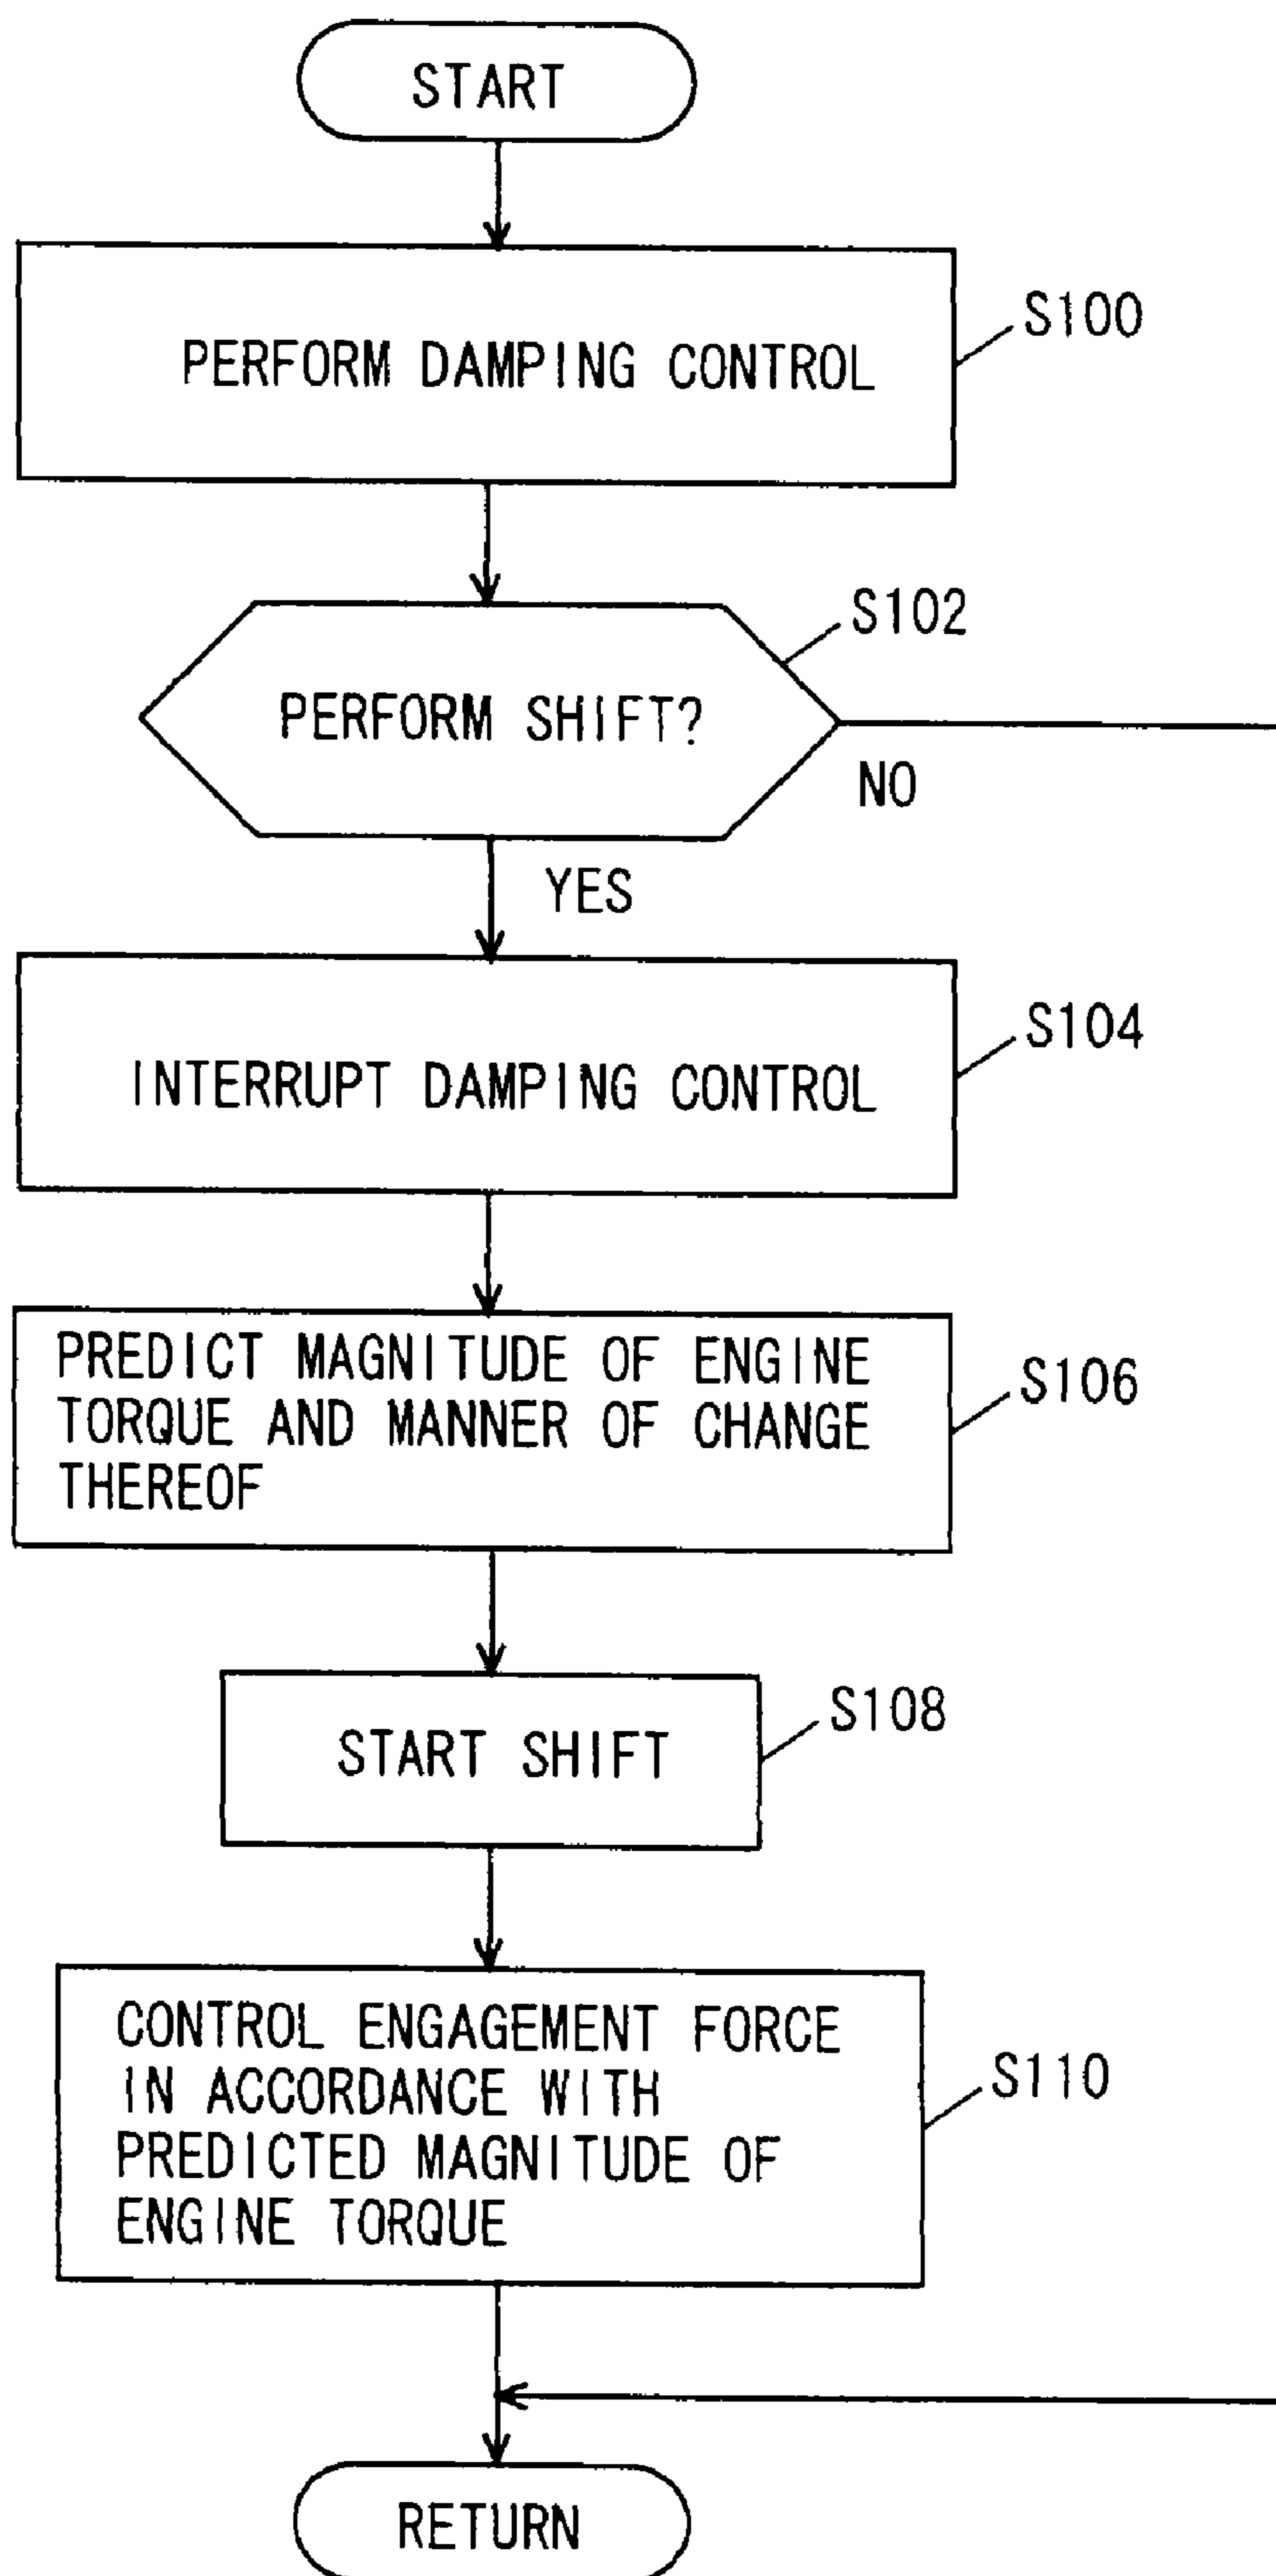 START
PERFORM DAMPING CONTROL
S100
PERFORM SHIFT?
S102
NO
YES
INTERRUPT DAMPING CONTROL
S104
PREDICT MAGNITUDE OF ENGINE
TORQUE AND MANNER OF CHANGE
THEREOF
S106
START SHIFT
S108
CONTROL ENGAGEMENT FORCE
IN ACCORDANCE WITH
PREDICTED MAGNITUDE OF
ENGINE TORQUE
S110
RETURN